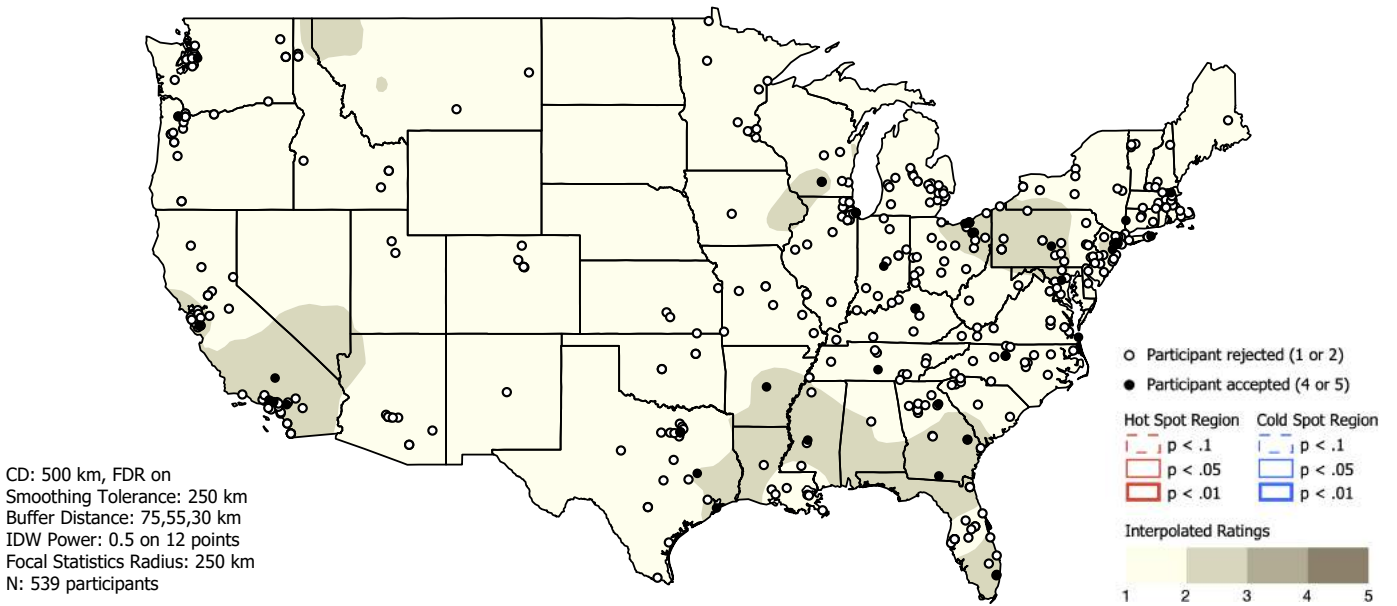 CD: 500 km, FDR on
Smoothing Tolerance: 250 km
Buffer Distance: 75,55,30 km
IDW Power: 0.5 on 12 points
Focal Statistics Radius: 250 km
N: 539 participants
Participant rejected (1 or 2)
Participant accepted (4 or 5)
Hot Spot Region Cold Spot Region
p < .1 p < .1
p < .05 p < .05
p < .01 p < .01
Interpolated Ratings
1 2 3 4 5